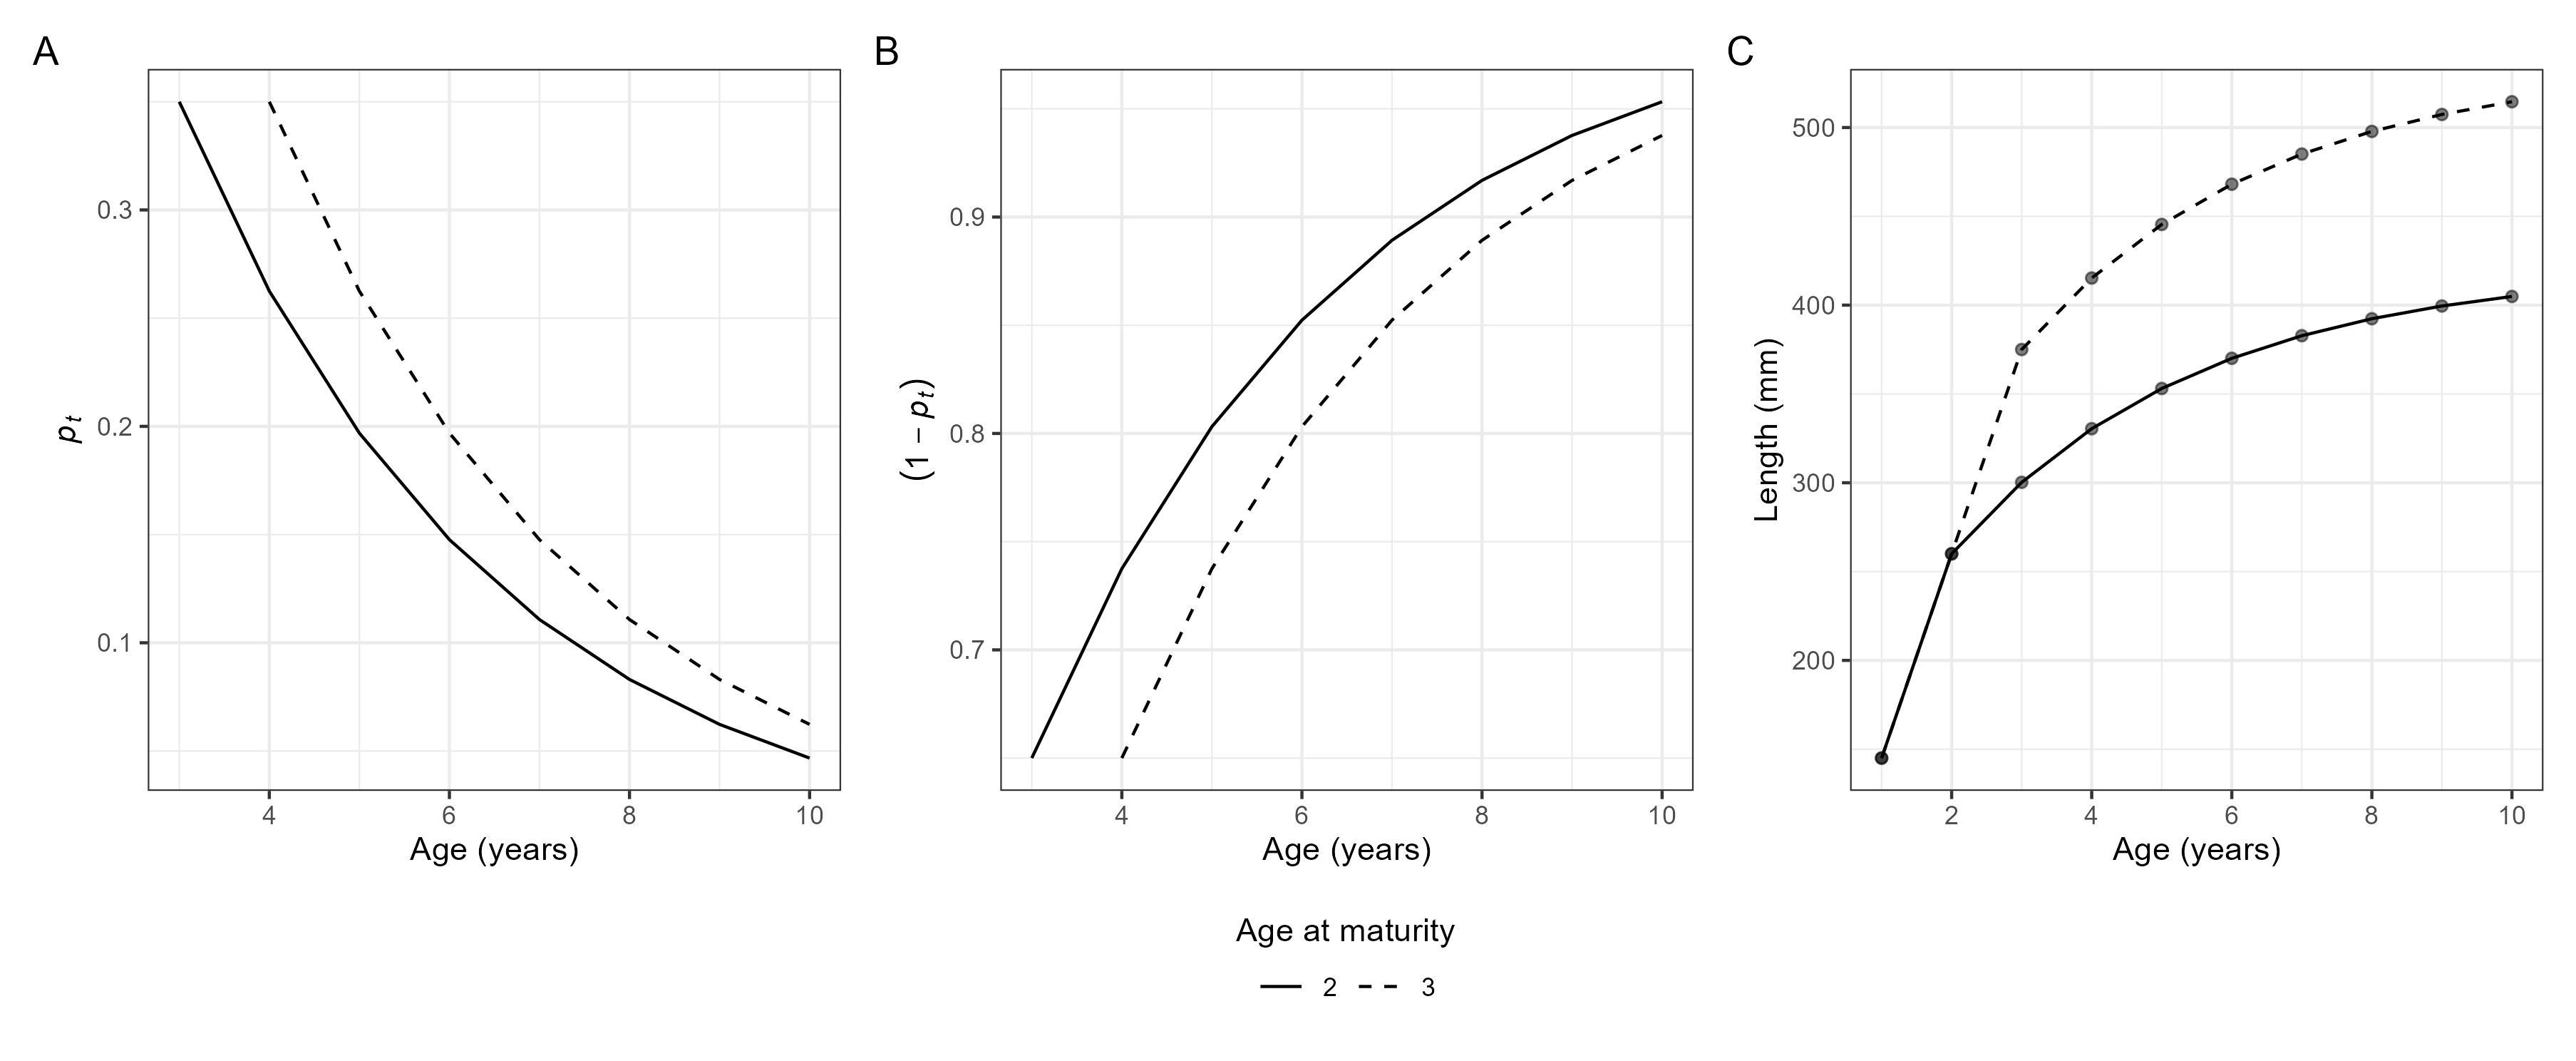 A
0.3
0.2
0.1
p t
4 6 8 10
Age (years)
B
0.9
0.8
0.7
(1 − p t)
4 6 8 10
Age (years)
C
500
400
300
200
Length (mm)
2 4 6 8 10
Age (years)
Age at maturity
2 3